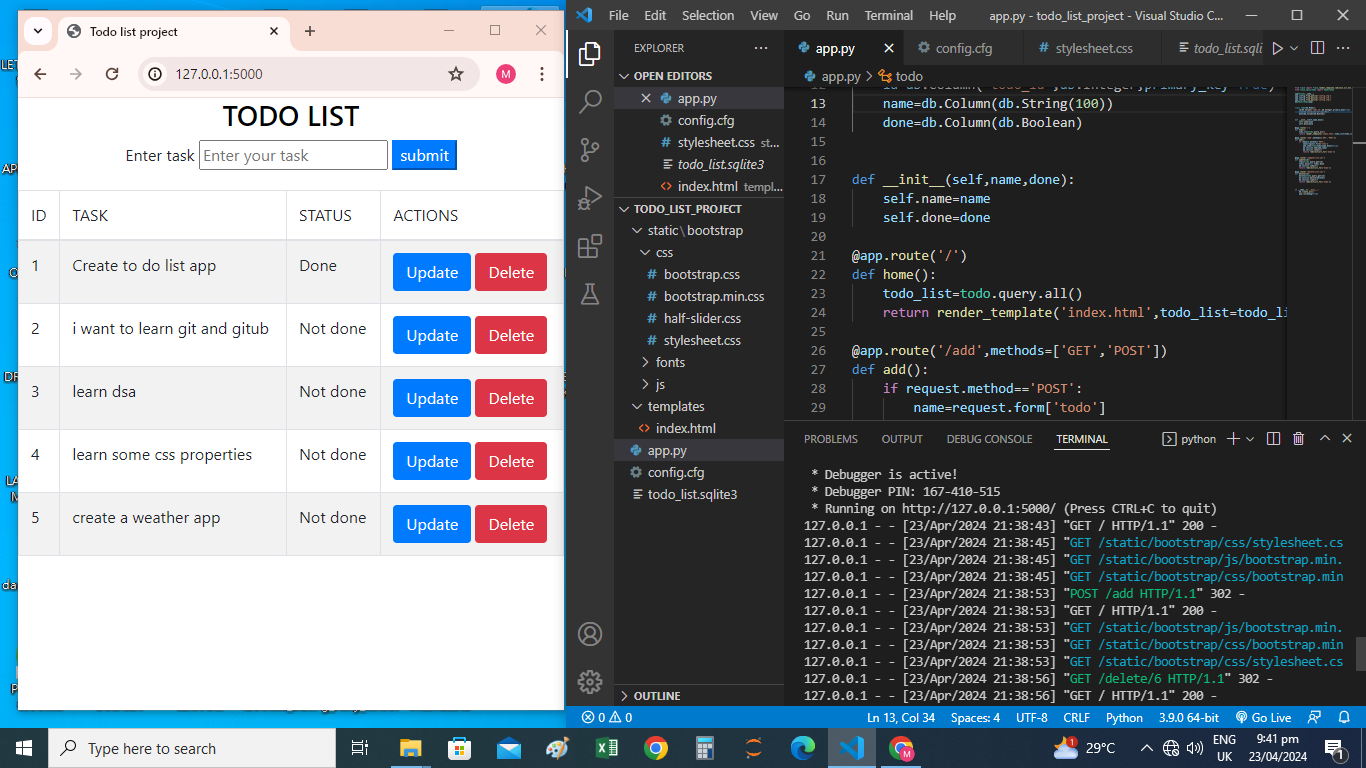 Todo list project
127.0.0.1:5000
M
TODO LIST
Enter task Enter your task submit
ID TASK STATUS ACTIONS
1 Create to do list app Done Update Delete
2 i want to learn git and gitub Not done Update Delete
3 learn dsa Not done Update Delete
4 learn some css properties Not done Update Delete
5 create a weather app Not done Update Delete
File Edit Selection View Go Run Terminal Help app.py - todo_list_project - Visual Studio C...
EXPLORER
OPEN EDITORS
app.py
config.cfg
stylesheet.css st...
todo_list.sqlite3
index.html templ...
TODO_LIST_PROJECT
static\bootstrap
css
bootstrap.css
bootstrap.min.css
half-slider.css
stylesheet.css
fonts
js
templates
index.html
app.py
config.cfg
todo_list.sqlite3
OUTLINE
app.py config.cfg stylesheet.css todo_list.sqli
app.py > todo
13 name=db.Column(db.String(100))
14 done=db.Column(db.Boolean)
15
16
17 def __init__(self,name,done):
18 self.name=name
19 self.done=done
20
21 @app.route('/')
22 def home():
23 todo_list=todo.query.all()
24 return render_template('index.html',todo_list=todo_li
25
26 @app.route('/add',methods=['GET','POST'])
27 def add():
28 if request.method=='POST':
29 name=request.form['todo']
PROBLEMS OUTPUT DEBUG CONSOLE TERMINAL python
* Debugger is active!
* Debugger PIN: 167-410-515
* Running on http://127.0.0.1:5000/ (Press CTRL+C to quit)
127.0.0.1 - - [23/Apr/2024 21:38:43] "GET / HTTP/1.1" 200 -
127.0.0.1 - - [23/Apr/2024 21:38:45] "GET /static/bootstrap/css/stylesheet.cs
127.0.0.1 - - [23/Apr/2024 21:38:45] "GET /static/bootstrap/js/bootstrap.min.
127.0.0.1 - - [23/Apr/2024 21:38:45] "GET /static/bootstrap/css/bootstrap.min
127.0.0.1 - - [23/Apr/2024 21:38:53] "POST /add HTTP/1.1" 302 -
127.0.0.1 - - [23/Apr/2024 21:38:53] "GET / HTTP/1.1" 200 -
127.0.0.1 - - [23/Apr/2024 21:38:53] "GET /static/bootstrap/js/bootstrap.min.
127.0.0.1 - - [23/Apr/2024 21:38:53] "GET /static/bootstrap/css/bootstrap.min
127.0.0.1 - - [23/Apr/2024 21:38:53] "GET /static/bootstrap/css/stylesheet.cs
127.0.0.1 - - [23/Apr/2024 21:38:56] "GET /delete/6 HTTP/1.1" 302 -
127.0.0.1 - - [23/Apr/2024 21:38:56] "GET / HTTP/1.1" 200 -
0 0 Ln 13, Col 34 Spaces: 4 UTF-8 CRLF Python 3.9.0 64-bit Go Live
Type here to search
1 29°C ENG UK 9:41 pm 23/04/2024 1